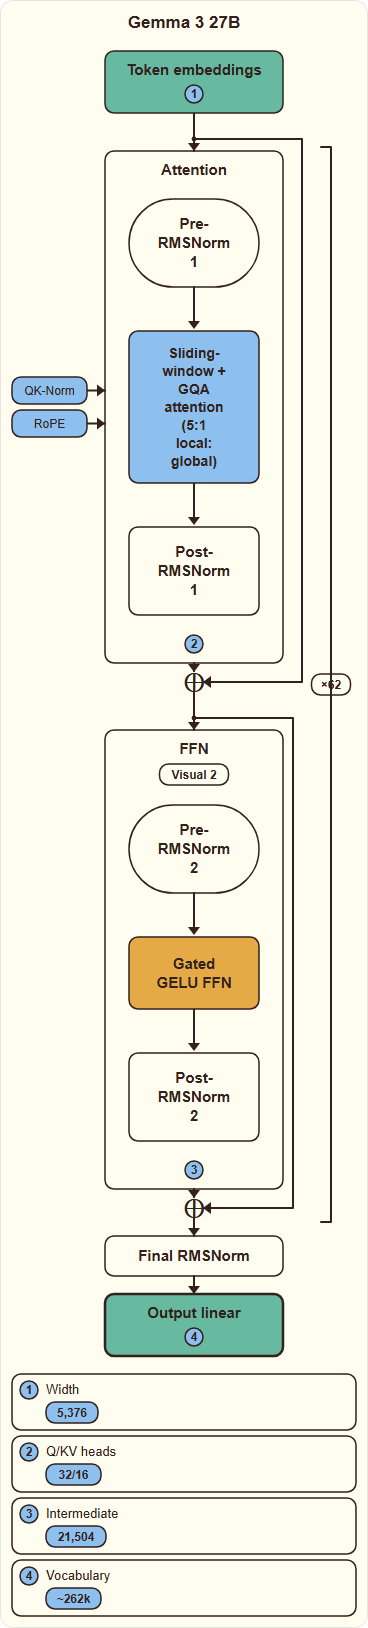 Gemma 3 27B
Token embeddings
1
Attention
Pre-
RMSNorm
1
QK-Norm
RoPE
Sliding-
window +
GQA
attention
(5:1
local:
global)
Post-
RMSNorm
1
2
×62
FFN
Visual 2
Pre-
RMSNorm
2
Gated
GELU FFN
Post-
RMSNorm
2
3
Final RMSNorm
Output linear
4
1 Width
5,376
2 Q/KV heads
32/16
3 Intermediate
21,504
4 Vocabulary
~262k